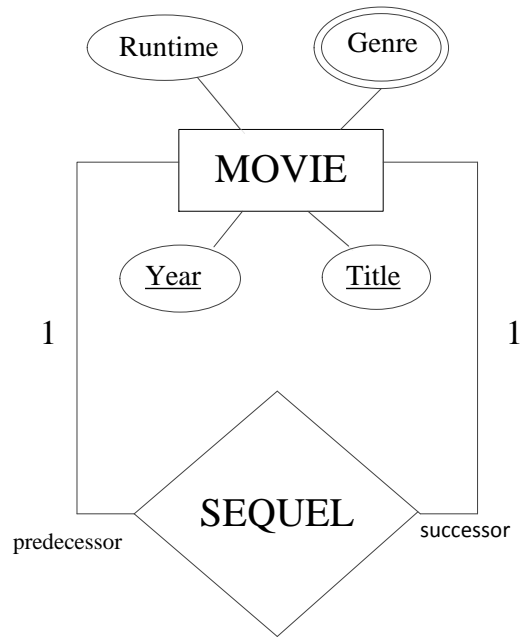 Runtime
Genre
MOVIE
Year
Title
1
1
SEQUEL
predecessor
successor